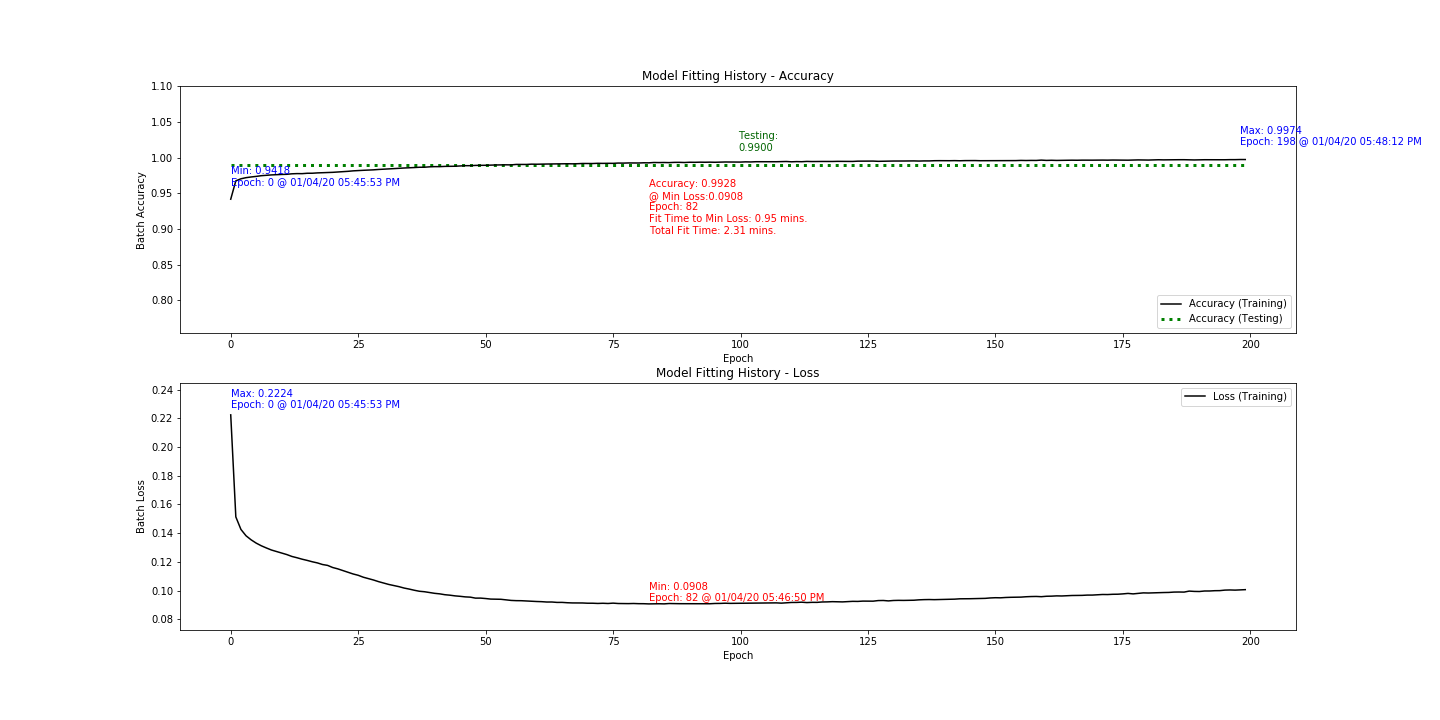 Model Fitting History - Accuracy
1.10
1.05
1.00
0.95
0.90
0.85
0.80
Batch Accuracy
Min: 0.9418
Epoch: 0 @ 01/04/20 05:45:53 PM
Testing:
0.9900
Max: 0.9974
Epoch: 198 @ 01/04/20 05:48:12 PM
Accuracy: 0.9928
@ Min Loss:0.0908
Epoch: 82
Fit Time to Min Loss: 0.95 mins.
Total Fit Time: 2.31 mins.
Accuracy (Training)
Accuracy (Testing)
0 25 50 75 100 125 150 175 200
Epoch
Model Fitting History - Loss
0.24
0.22
0.20
0.18
0.16
0.14
0.12
0.10
0.08
Batch Loss
Max: 0.2224
Epoch: 0 @ 01/04/20 05:45:53 PM
Loss (Training)
Min: 0.0908
Epoch: 82 @ 01/04/20 05:46:50 PM
0 25 50 75 100 125 150 175 200
Epoch